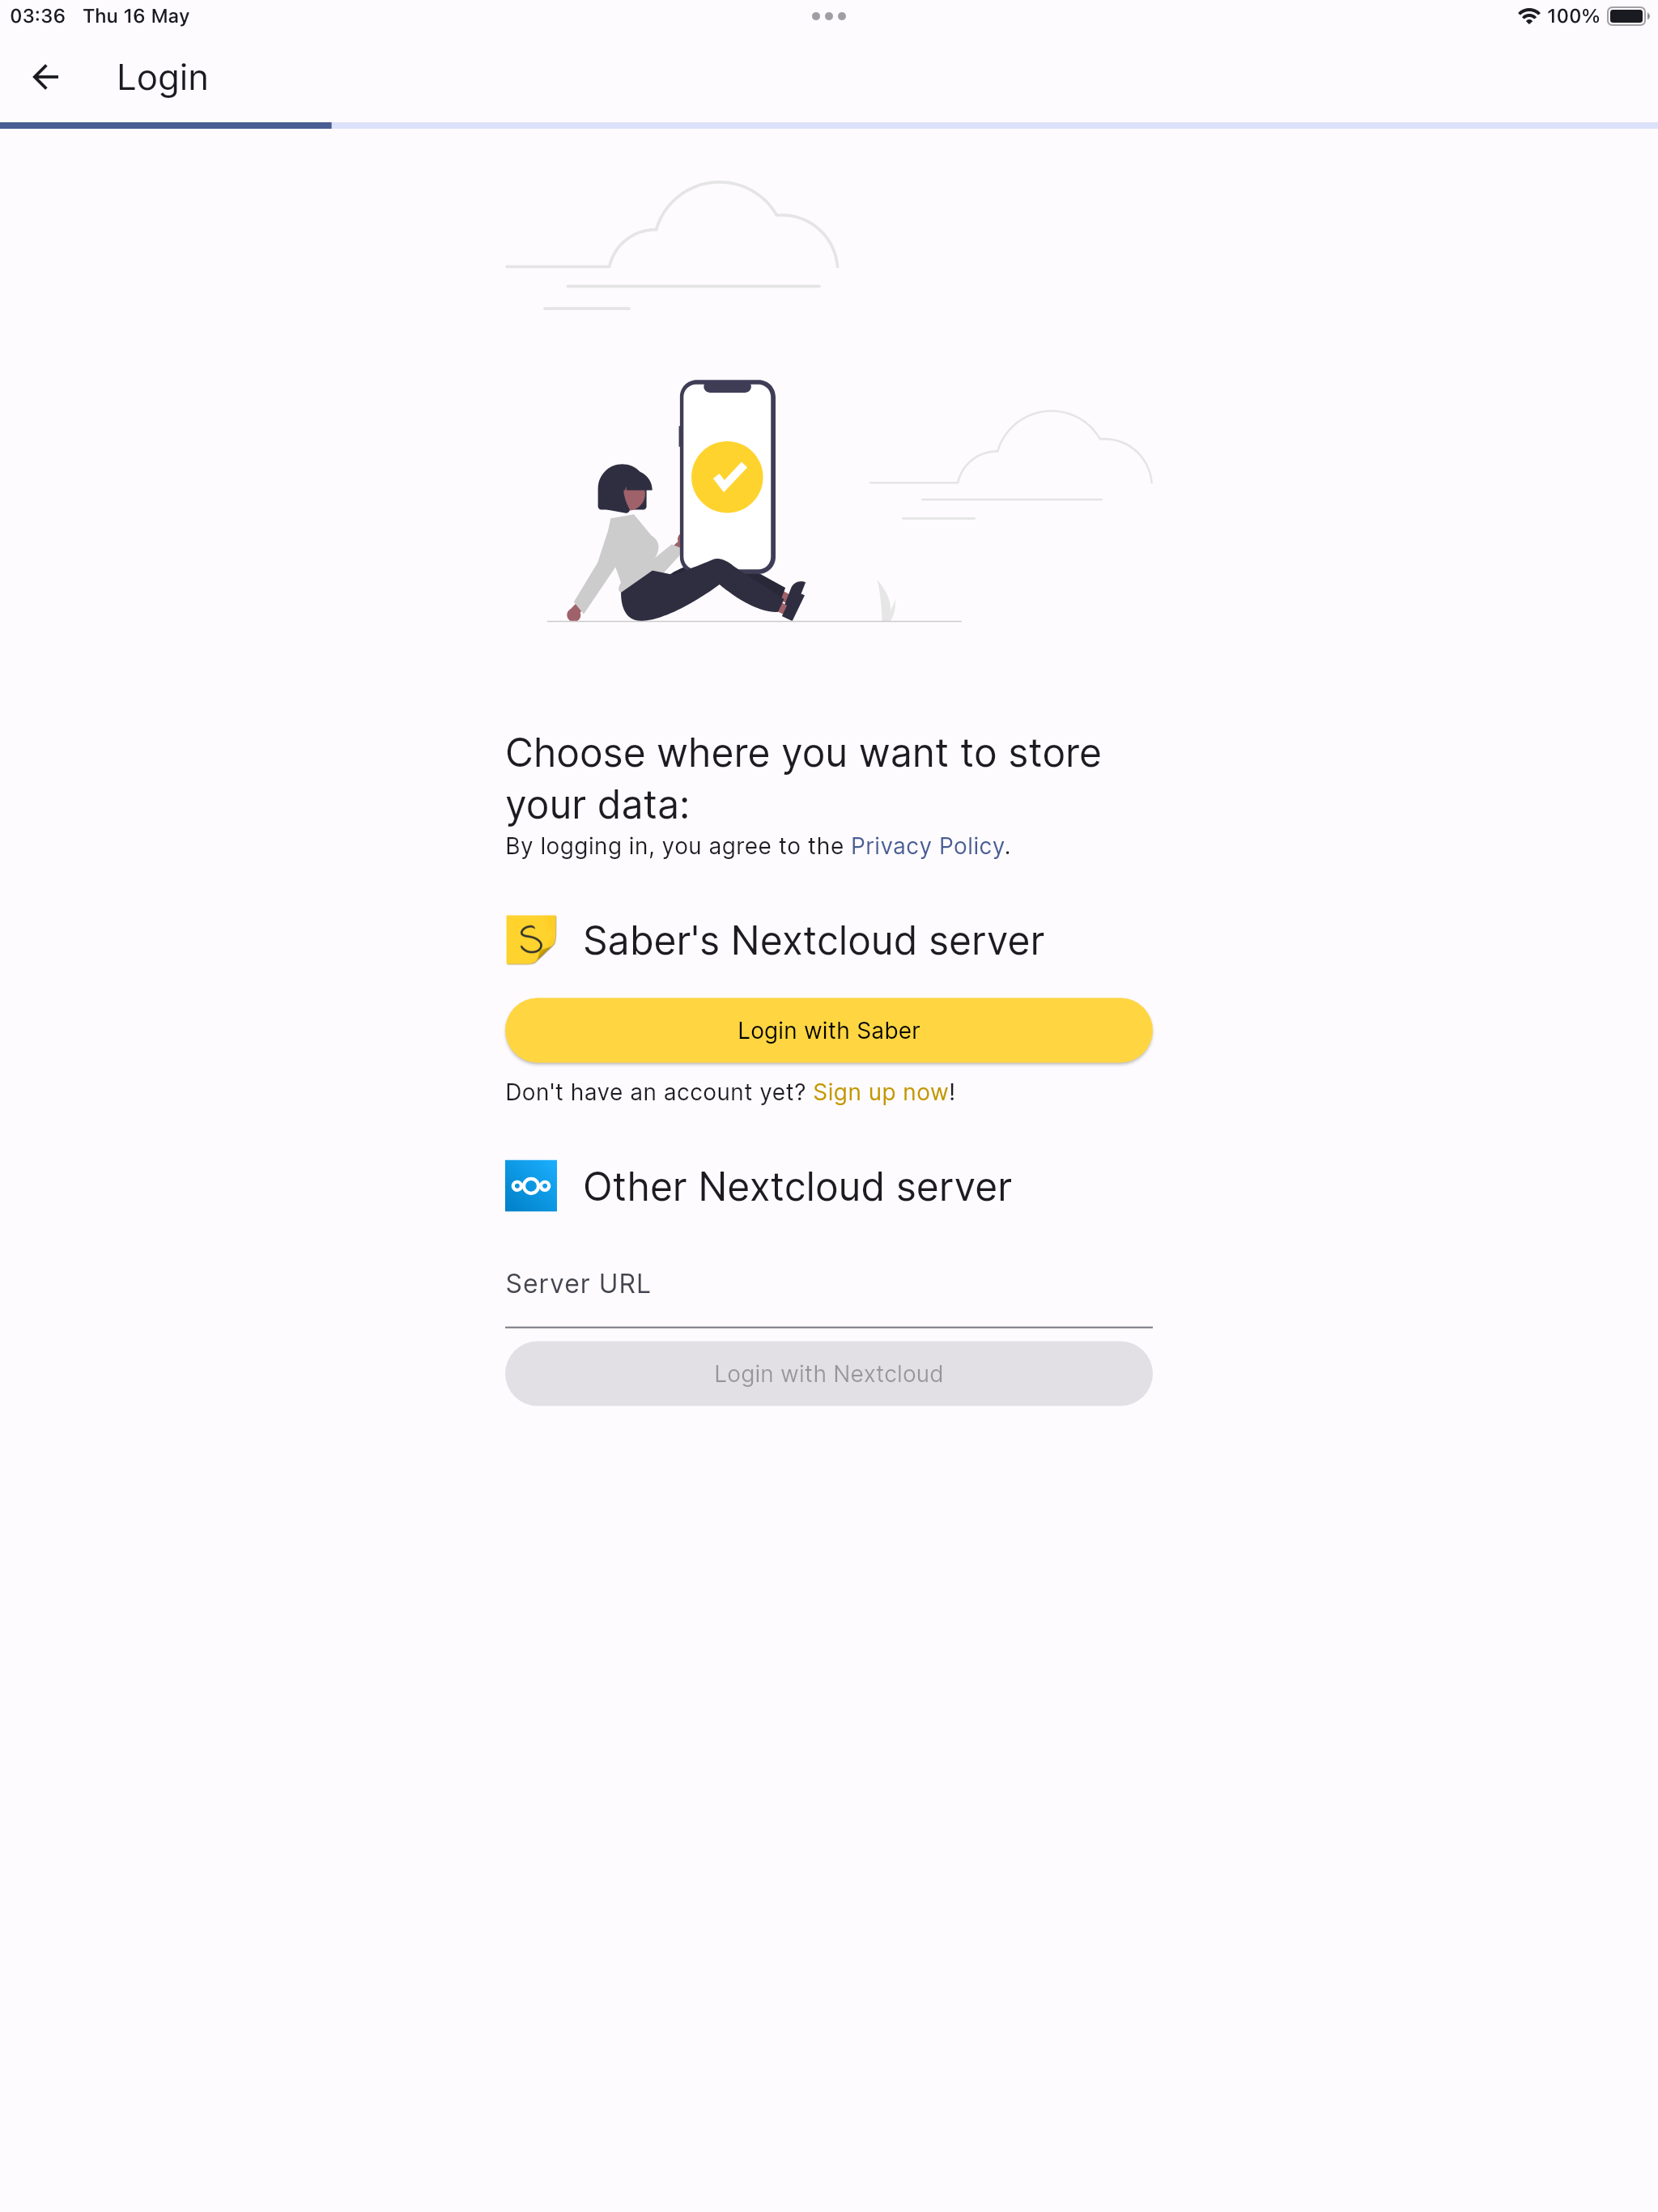 03:36 Thu 16 May 100%
Login
Choose where you want to store
your data:
By logging in, you agree to the Privacy Policy.
S Saber's Nextcloud server
Login with Saber
Don't have an account yet? Sign up now!
Other Nextcloud server
Server URL
Login with Nextcloud